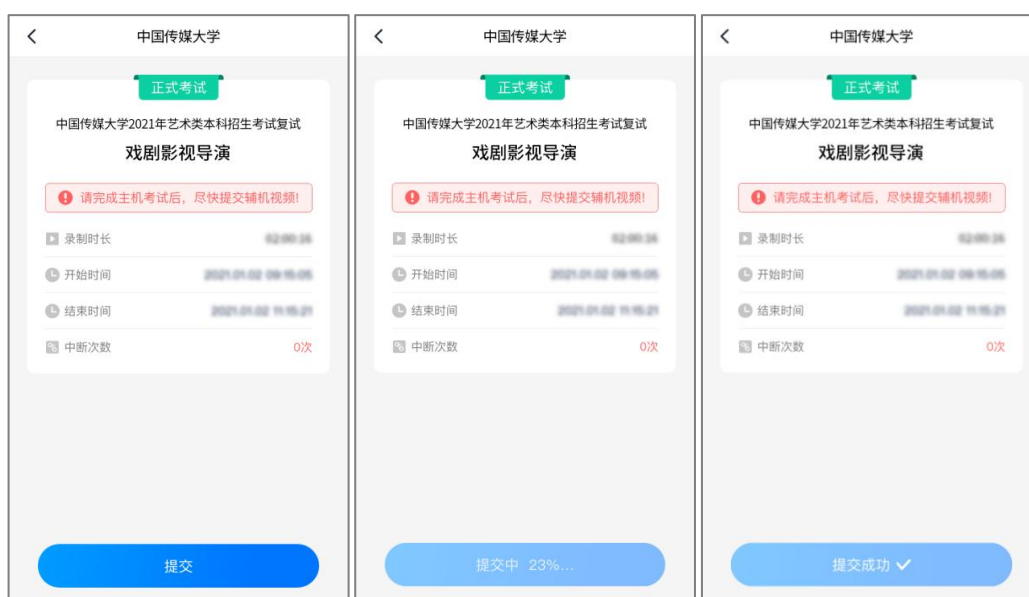 中国传媒大学
正式考试
中国传媒大学2021年艺术类本科招生考试复试
戏剧影视导演
请完成主机考试后，尽快提交辅机视频!
录制时长
开始时间
结束时间
中断次数 0次
提交
中国传媒大学
正式考试
中国传媒大学2021年艺术类本科招生考试复试
戏剧影视导演
请完成主机考试后，尽快提交辅机视频!
录制时长
开始时间
结束时间
中断次数 0次
提交中 23%...
中国传媒大学
正式考试
中国传媒大学2021年艺术类本科招生考试复试
戏剧影视导演
请完成主机考试后，尽快提交辅机视频!
录制时长
开始时间
结束时间
中断次数 0次
提交成功